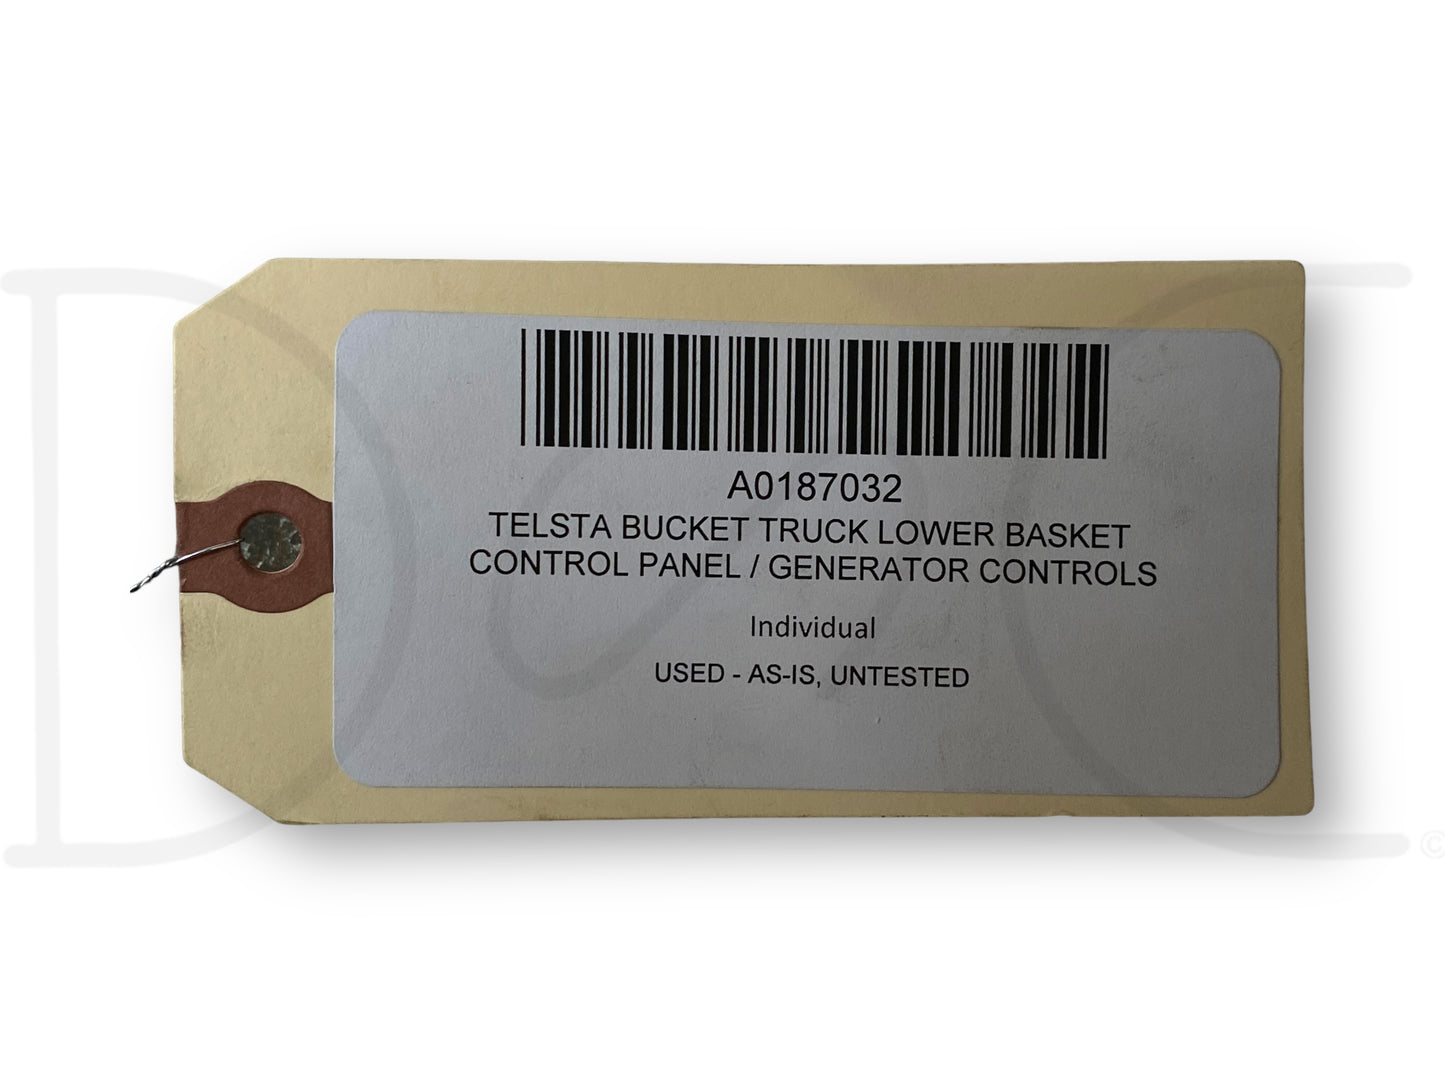 A0187032
TELSTA BUCKET TRUCK LOWER BASKET
CONTROL PANEL / GENERATOR CONTROLS
Individual
USED - AS-IS, UNTESTED